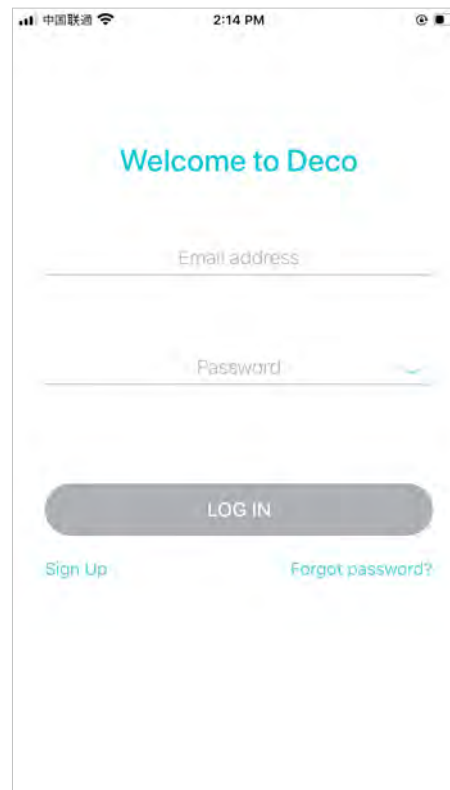 中国联通 2:14 PM
Welcome to Deco
Email address
Password
LOG IN
Sign Up Forgot password?